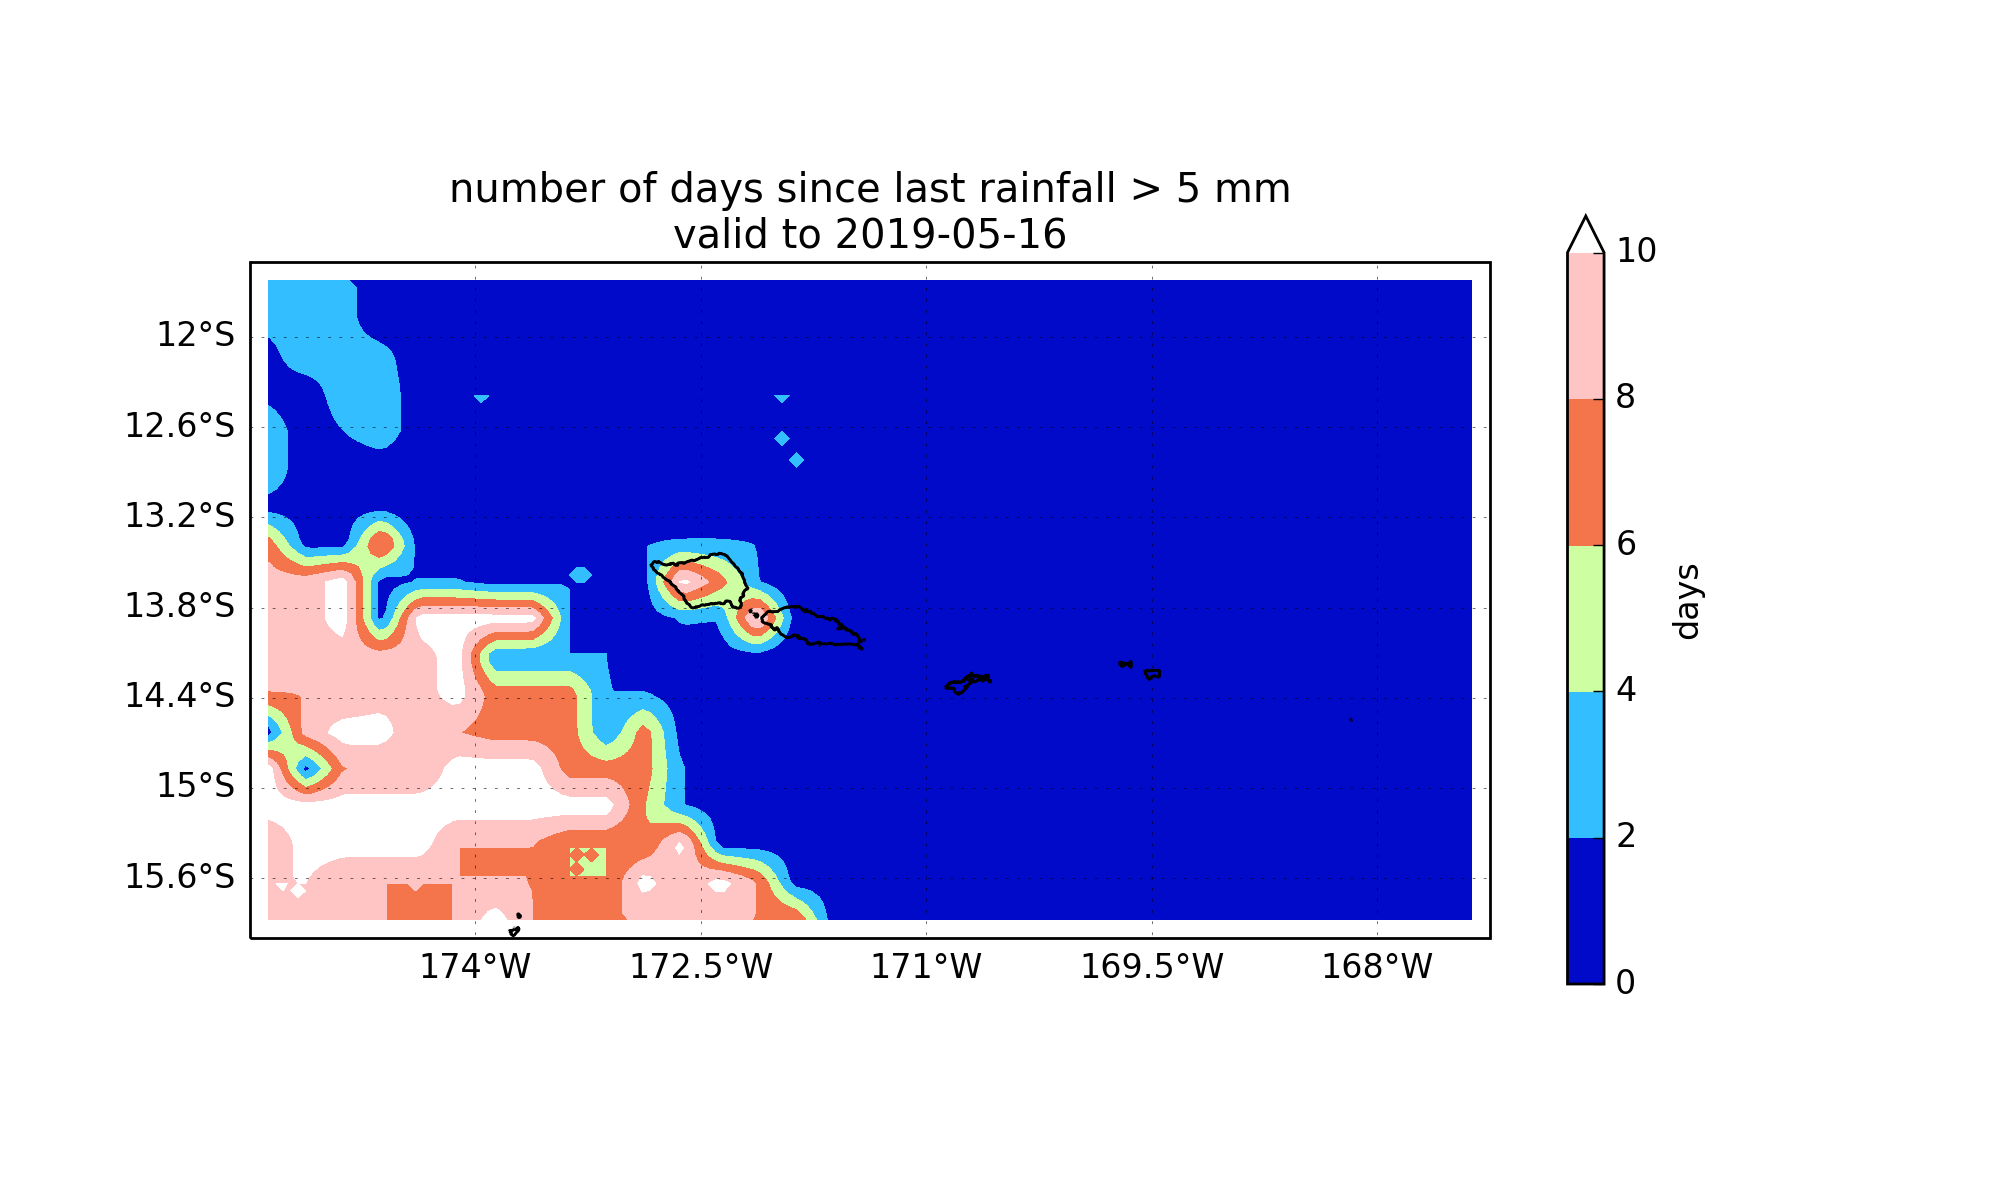 number of days since last rainfall > 5 mm
valid to 2019-05-16
12°S
12.6°S
13.2°S
13.8°S
14.4°S
15°S
15.6°S
174°W
172.5°W
171°W
169.5°W
168°W
10
8
6
4
2
0
days